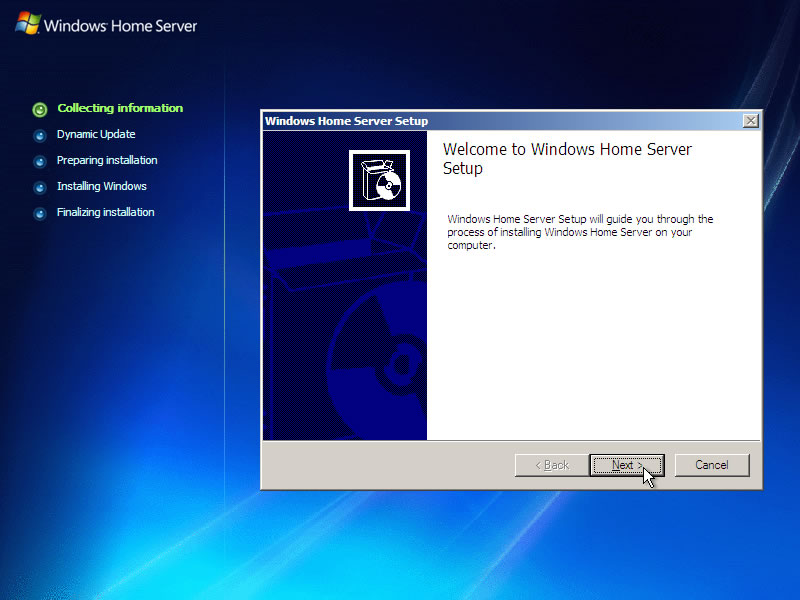 Windows Home Server
Collecting information
Dynamic Update
Preparing installation
Installing Windows
Finalizing installation
Windows Home Server Setup
Welcome to Windows Home Server
Setup
Windows Home Server Setup will guide you through the
process of installing Windows Home Server on your
computer.
< Back
Next >
Cancel